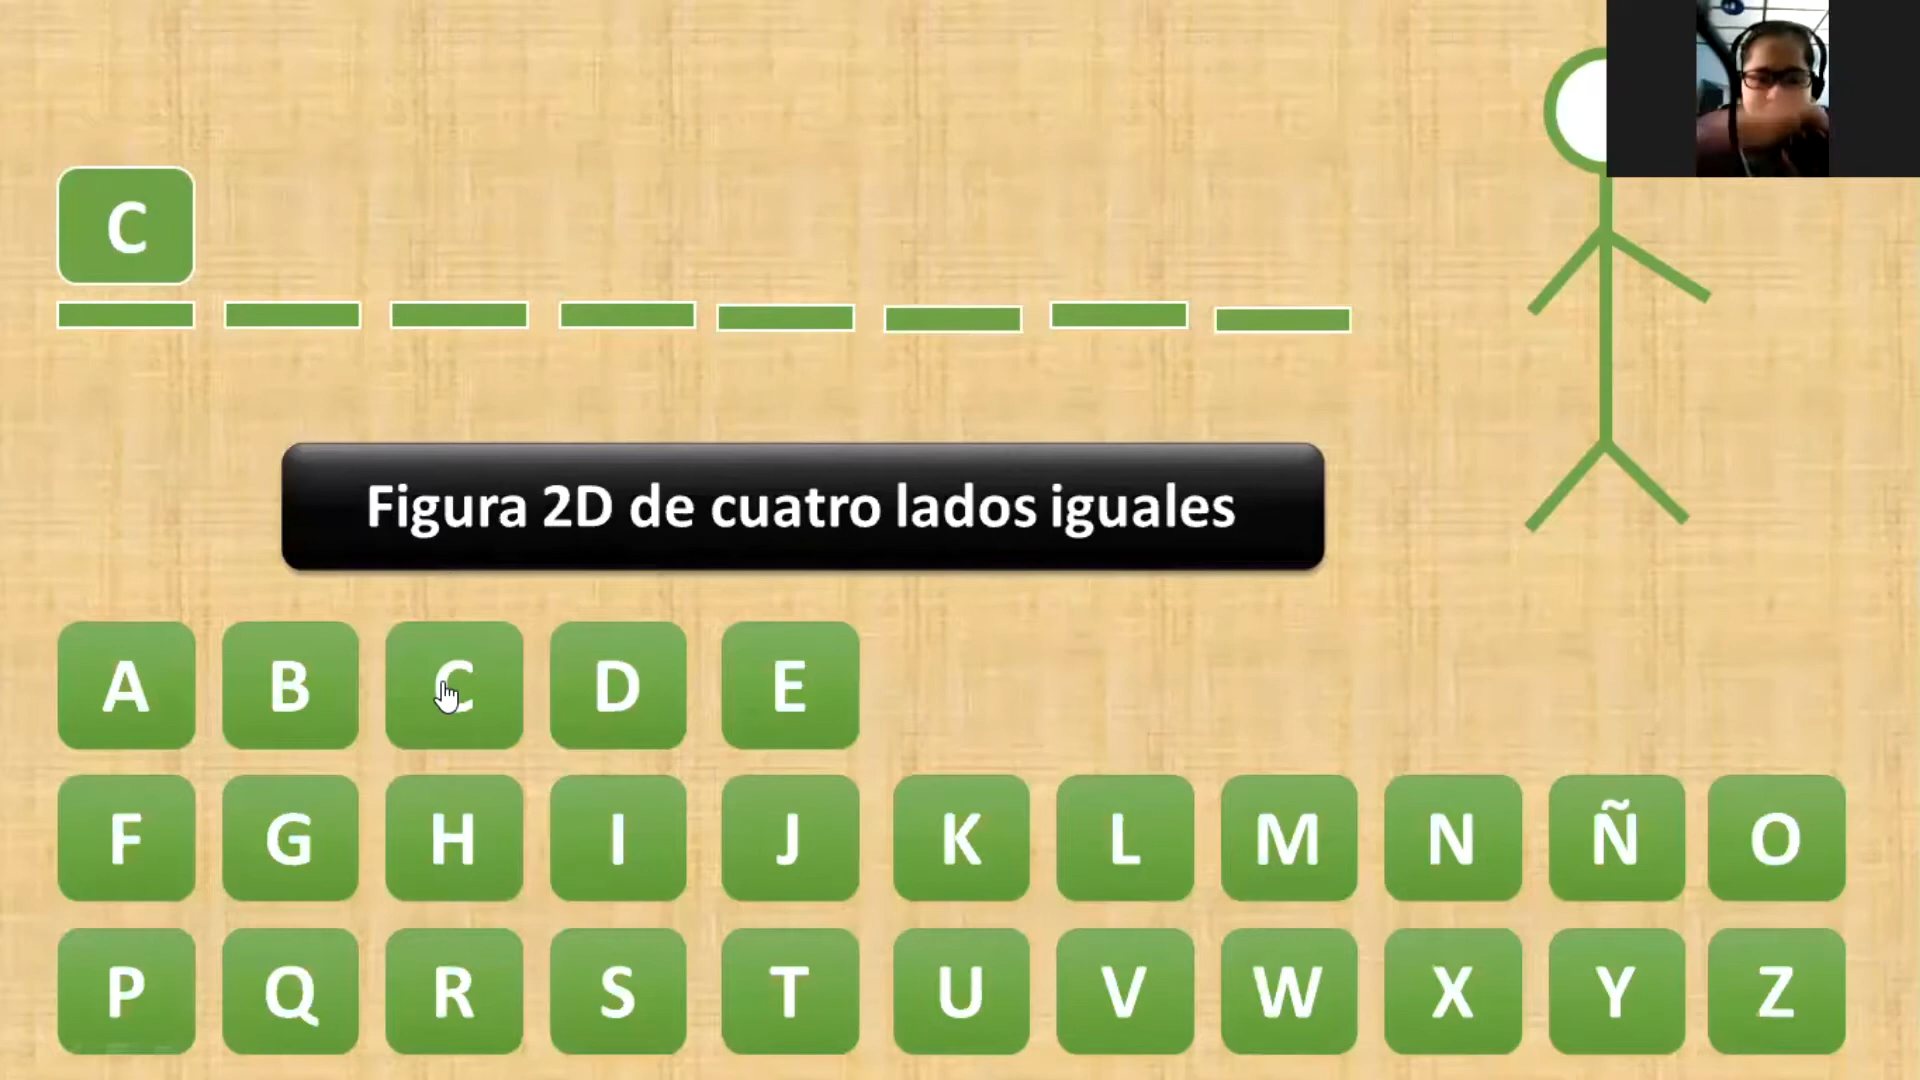 C
Figura 2D de cuatro lados iguales
A B C D E
F G H I J K L M N Ñ O
P Q R S T U V W X Y Z